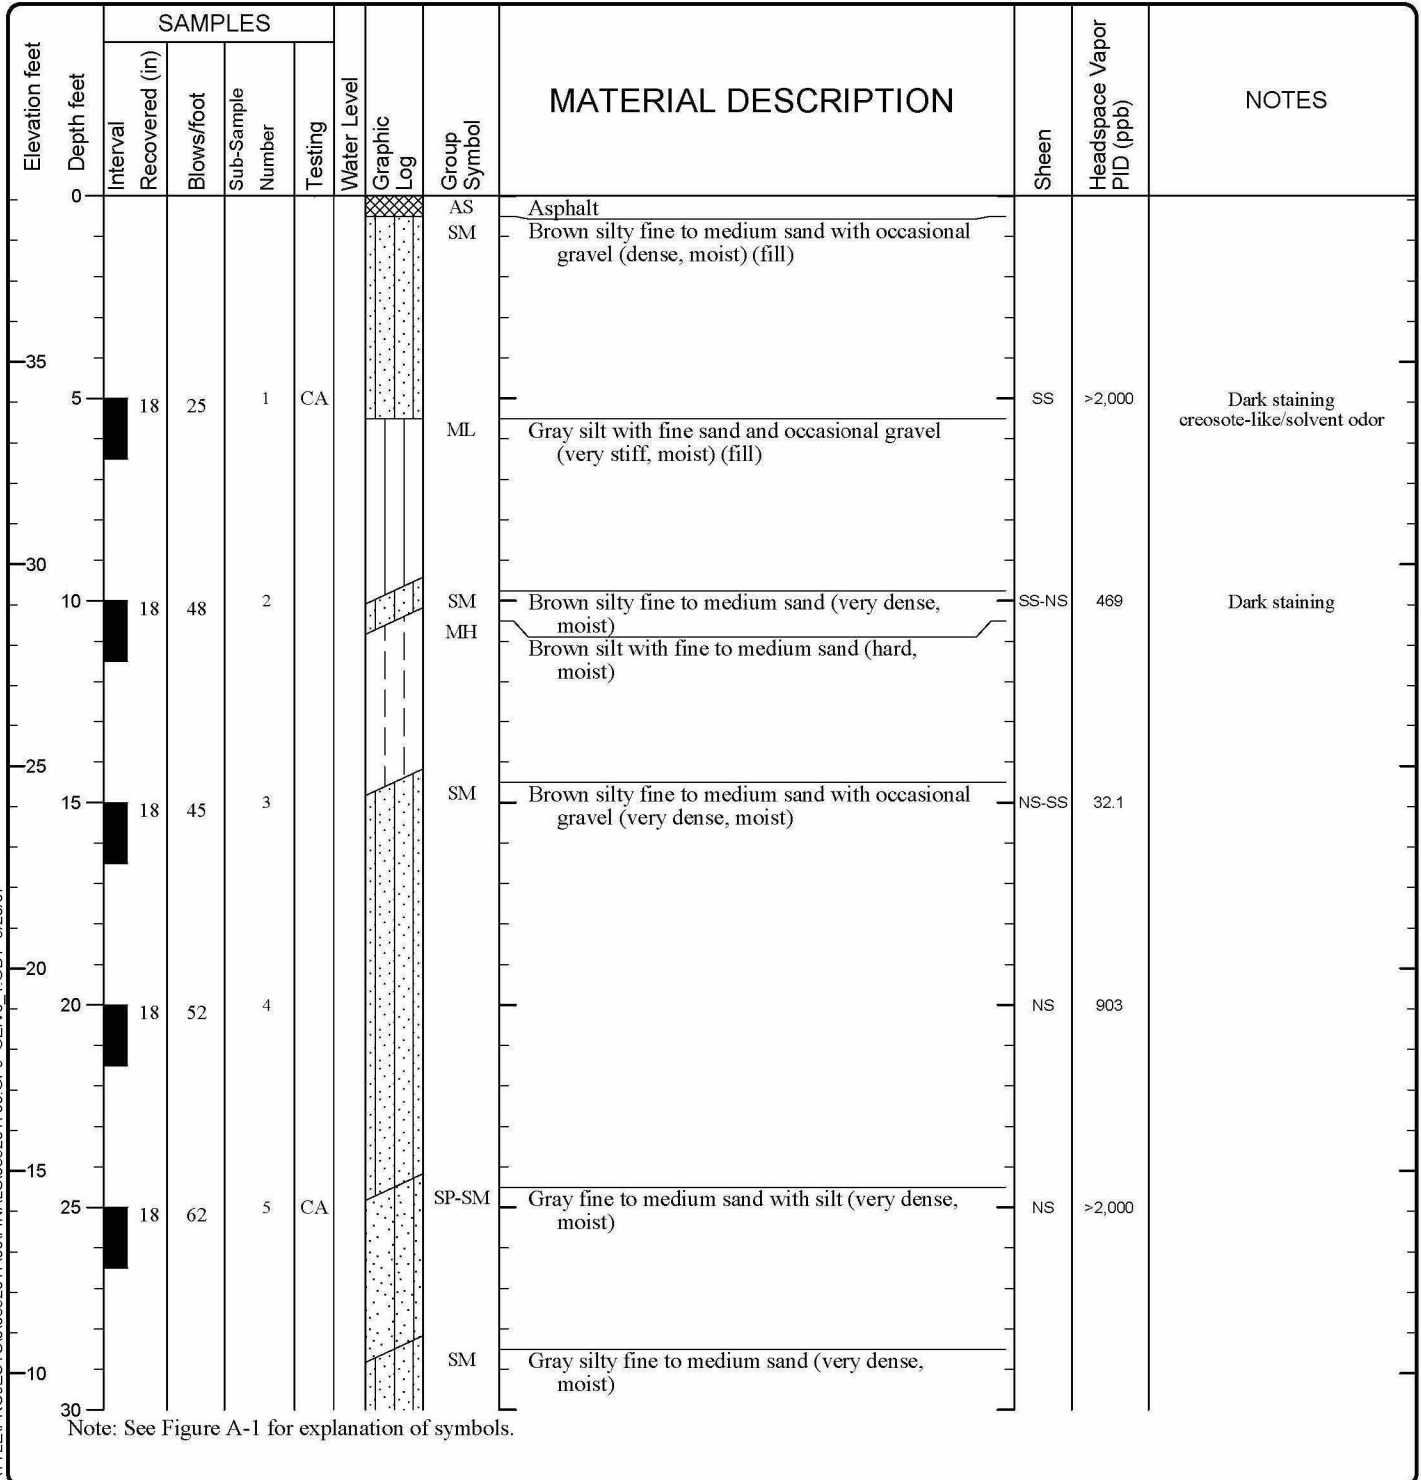 SAMPLES
Elevation feet
Depth feet
Interval
Recovered (in)
Blows/foot
Sub-Sample
Number
Testing
Water Level
Graphic
Log
Group
Symbol
MATERIAL DESCRIPTION
Sheen
Headspace Vapor
PID (ppb)
NOTES
0
AS Asphalt
SM Brown silty fine to medium sand with occasional
gravel (dense, moist) (fill)
35
5 18 25 1 CA SS >2,000 Dark staining
creosote-like/solvent odor
ML Gray silt with fine sand and occasional gravel
(very stiff, moist) (fill)
30
10 18 48 2 SM Brown silty fine to medium sand (very dense, SS-NS 469 Dark staining
moist)
MH Brown silt with fine to medium sand (hard,
moist)
25
SM Brown silty fine to medium sand with occasional
15 18 45 3 gravel (very dense, moist) NS-SS 32.1
20
20 18 52 4 NS 903
15
SP-SM Gray fine to medium sand with silt (very dense,
25 18 62 5 CA moist) NS >2,000
SM Gray silty fine to medium sand (very dense,
10 moist)
30
Note: See Figure A-1 for explanation of symbols.